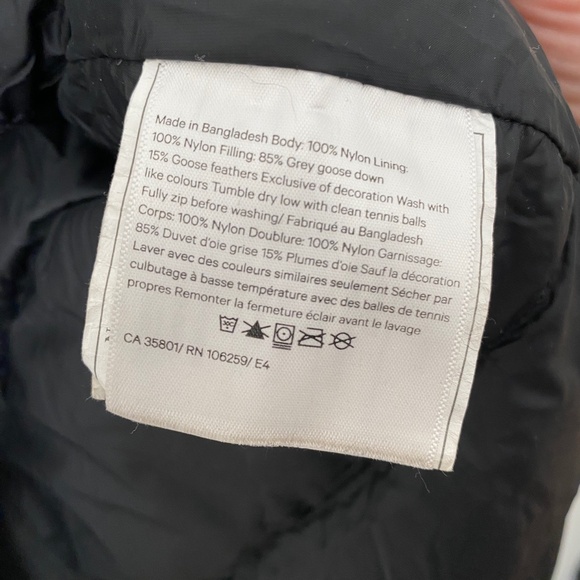 Made in Bangladesh Body: 100% Nylon Lining:
100% Nylon Filling: 85% Grey goose down
15% Goose feathers Exclusive of decoration Wash with
like colours Tumble dry low with clean tennis balls
Fully zip before washing/ Fabriqué au Bangladesh
Corps: 100% Nylon Doublure: 100% Nylon Garnissage:
85% Duvet d'oie grise 15% Plumes d'oie Sauf la décoration
Laver avec des couleurs similaires seulement Sécher par
culbutage à basse température avec des balles de tennis
propres Remonter la fermeture éclair avant le lavage
CA 35801/ RN 106259/ E4